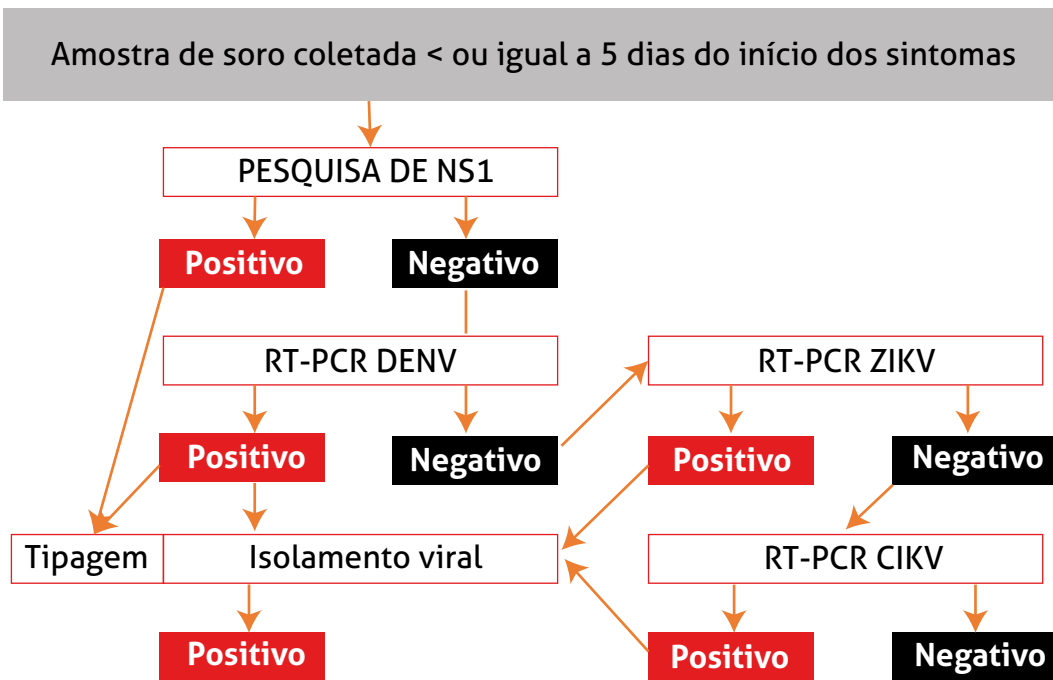 Amostra de soro coletada < ou igual a 5 dias do início dos sintomas
PESQUISA DE NS1
Positivo
Negativo
RT-PCR DENV
RT-PCR ZIKV
Positivo
Negativo
Positivo
Negativo
Tipagem
Isolamento viral
RT-PCR CIKV
Positivo
Positivo
Negativo